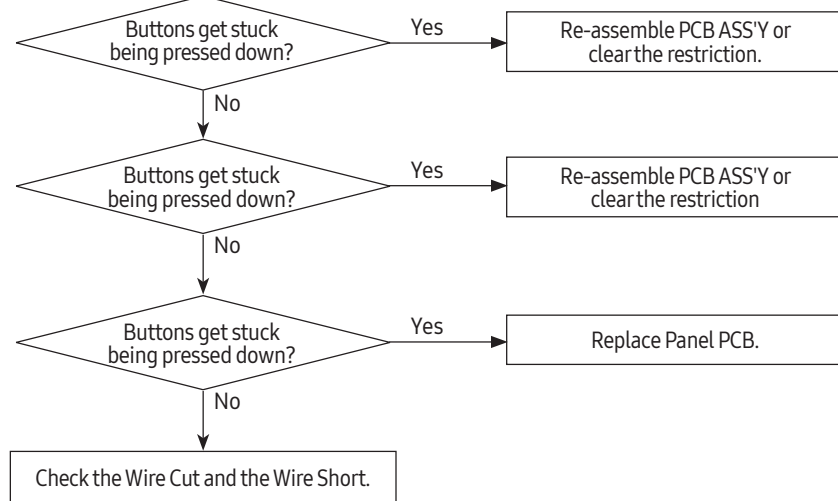 Buttons get stuck
being pressed down?
Yes
Re-assemble PCB ASS'Y or
clear the restriction.
No
Buttons get stuck
being pressed down?
Yes
Re-assemble PCB ASS'Y or
clear the restriction
No
Buttons get stuck
being pressed down?
Yes
Replace Panel PCB.
No
Check the Wire Cut and the Wire Short.